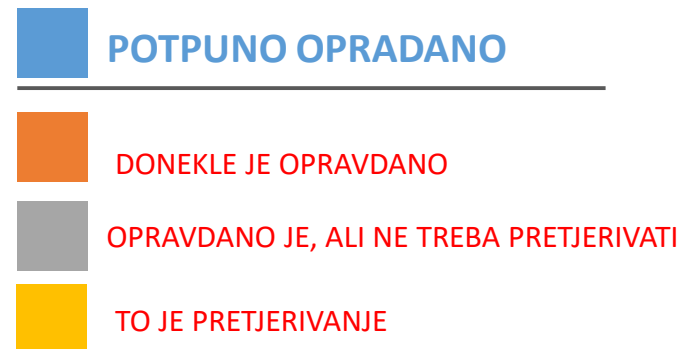 POTPUNO OPRADANO
DONEKLE JE OPRAVDANO
OPRAVDANO JE, ALI NE TREBA PRETJERIVATI
TO JE PRETJERIVANJE